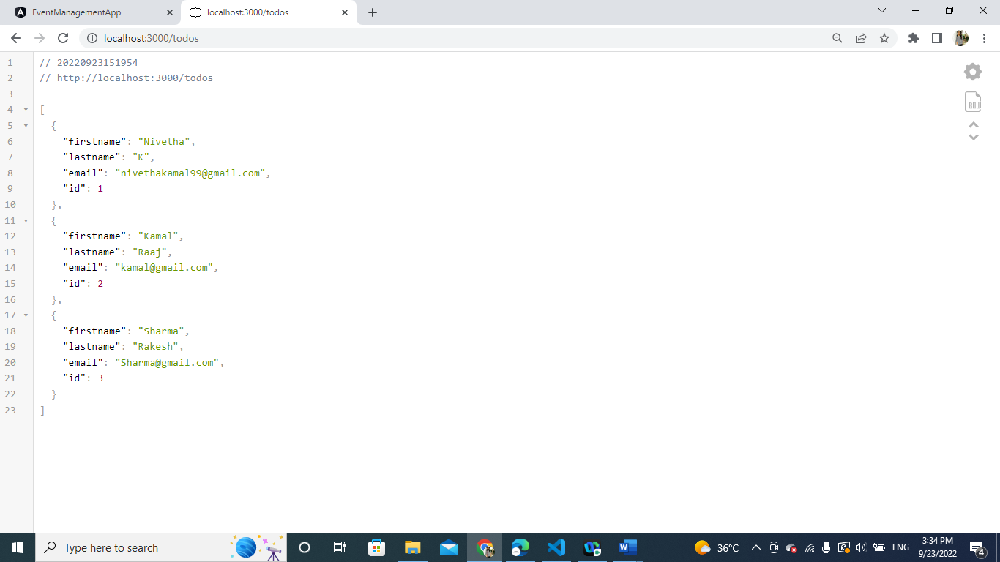 EventManagementApp
localhost:3000/todos
localhost:3000/todos
1 // 20220923151954
2 // http://localhost:3000/todos
3
4 [
5 {
6 "firstname": "Nivetha",
7 "lastname": "K",
8 "email": "nivethakamal99@gmail.com",
9 "id": 1
10 },
11 {
12 "firstname": "Kamal",
13 "lastname": "Raaj",
14 "email": "kamal@gmail.com",
15 "id": 2
16 },
17 {
18 "firstname": "Sharma",
19 "lastname": "Rakesh",
20 "email": "Sharma@gmail.com",
21 "id": 3
22 }
23 ]
RAW
Type here to search
W
36°C
ENG
3:34 PM
9/23/2022
4